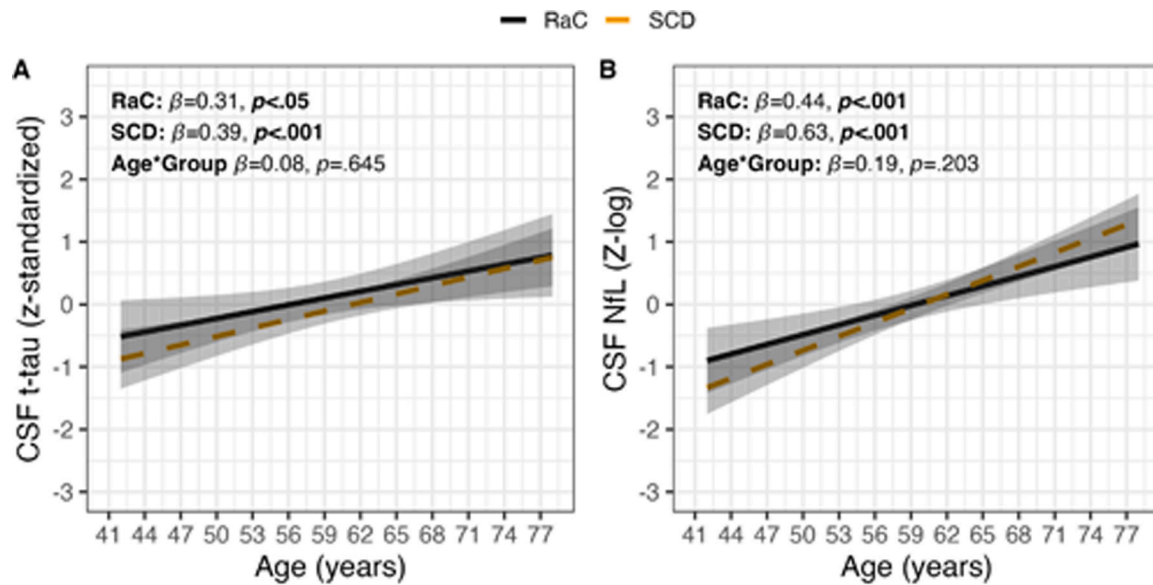 RaC SCD
A
RaC: β=0.31, p<.05
SCD: β=0.39, p<.001
Age*Group β=0.08, p=.645
CSF t-tau (z-standardized)
3
2
1
0
-1
-2
-3
41 44 47 50 53 56 59 62 65 68 71 74 77
Age (years)
B
RaC: β=0.44, p<.001
SCD: β=0.63, p<.001
Age*Group: β=0.19, p=.203
CSF NfL (Z-log)
3
2
1
0
-1
-2
-3
41 44 47 50 53 56 59 62 65 68 71 74 77
Age (years)